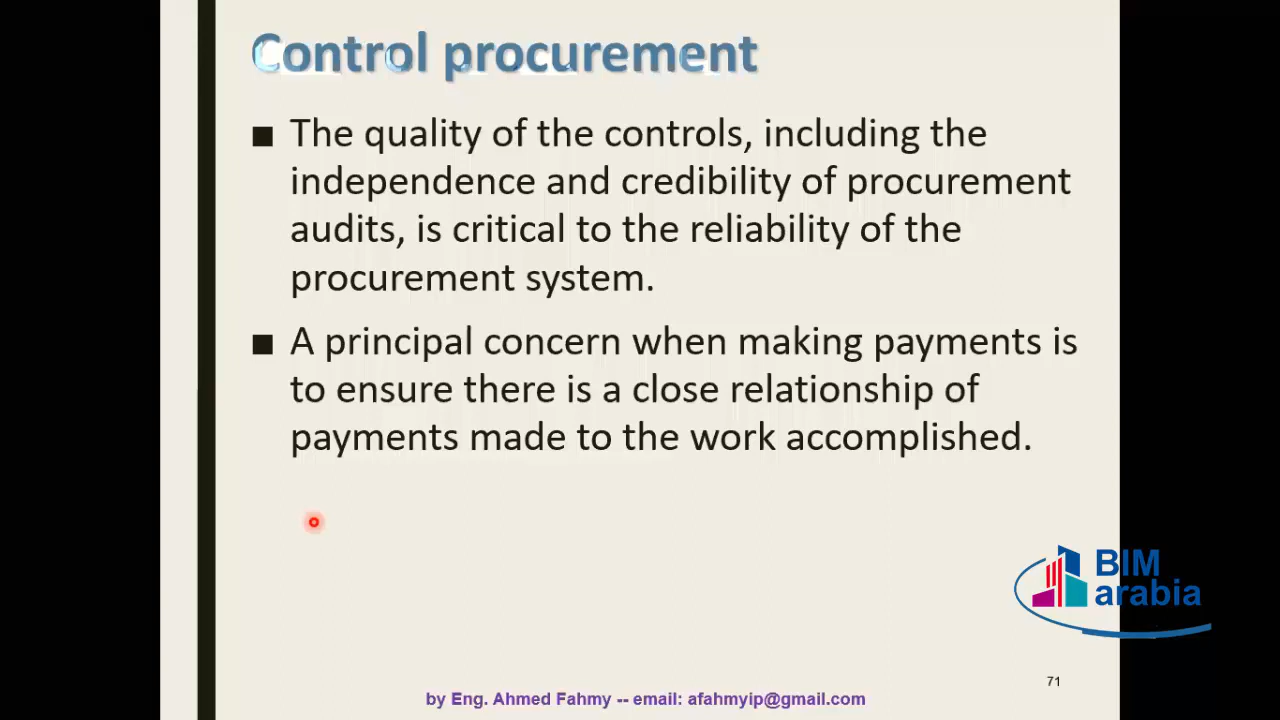 Control procurement
■ The quality of the controls, including the
independence and credibility of procurement
audits, is critical to the reliability of the
procurement system.
■ A principal concern when making payments is
to ensure there is a close relationship of
payments made to the work accomplished.
BIM
arabia
71
by Eng. Ahmed Fahmy -- email: afahmyip@gmail.com